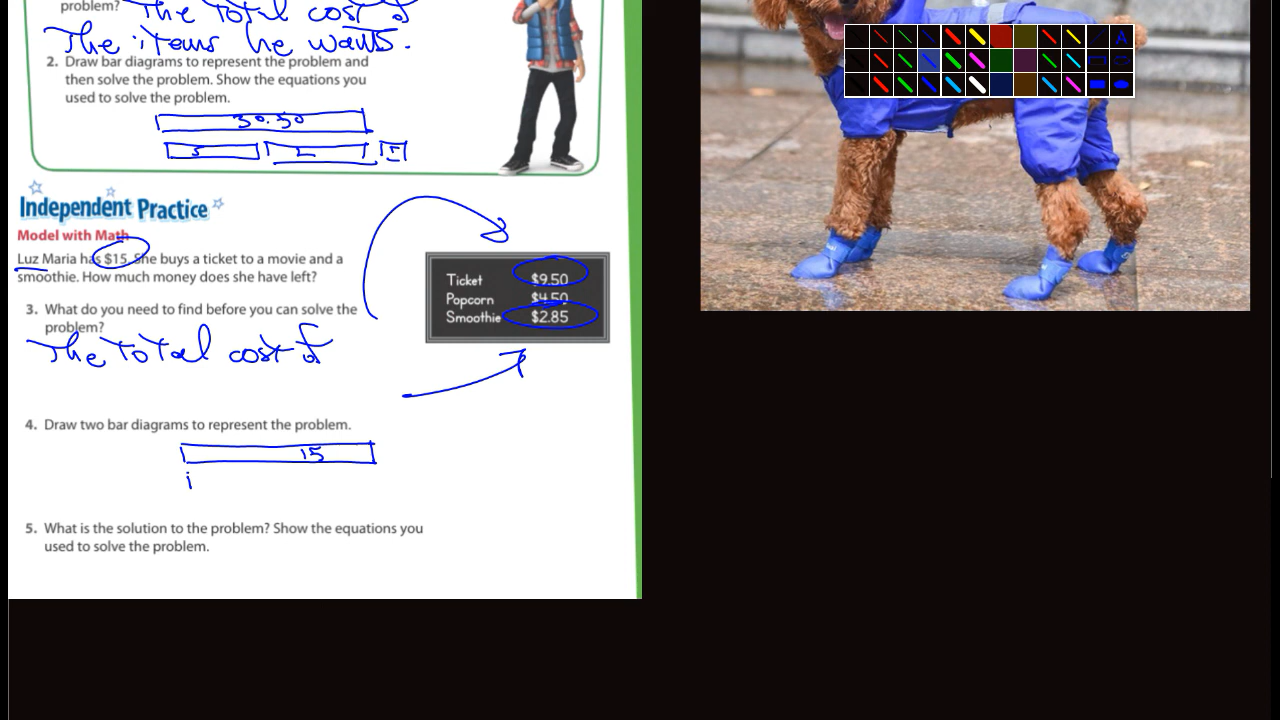 problem? The total cost of
The items he wants.
2. Draw bar diagrams to represent the problem and
then solve the problem. Show the equations you
used to solve the problem.
30.50
Independent Practice
Model with Math
Luz Maria has $15. She buys a ticket to a movie and a
smoothie. How much money does she have left?
Ticket $9.50
Popcorn $4.50
Smoothie $2.85
3. What do you need to find before you can solve the
problem?
The total cost of
4. Draw two bar diagrams to represent the problem.
15
5. What is the solution to the problem? Show the equations you
used to solve the problem.
A